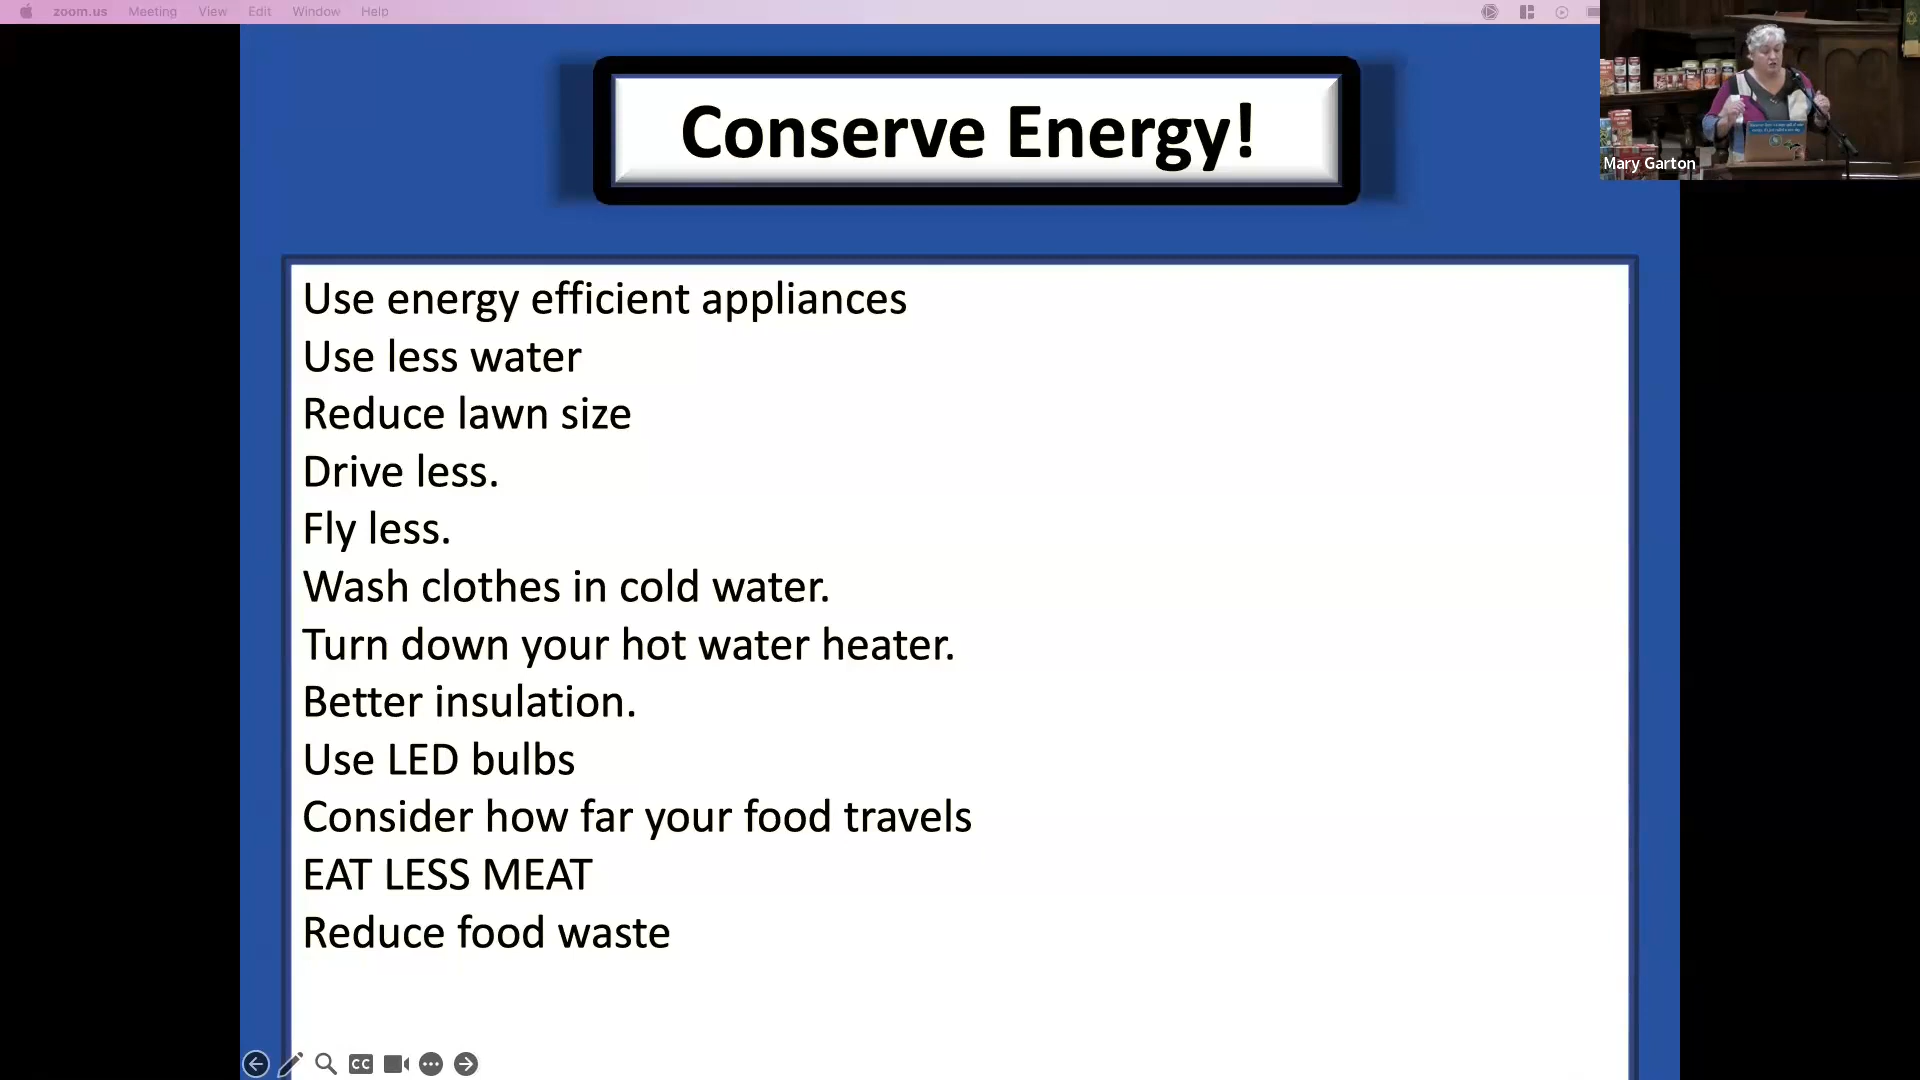 zoom.us Meeting View Edit Window Help
Conserve Energy!
Mary Garton
Use energy efficient appliances
Use less water
Reduce lawn size
Drive less.
Fly less.
Wash clothes in cold water.
Turn down your hot water heater.
Better insulation.
Use LED bulbs
Consider how far your food travels
EAT LESS MEAT
Reduce food waste
CC